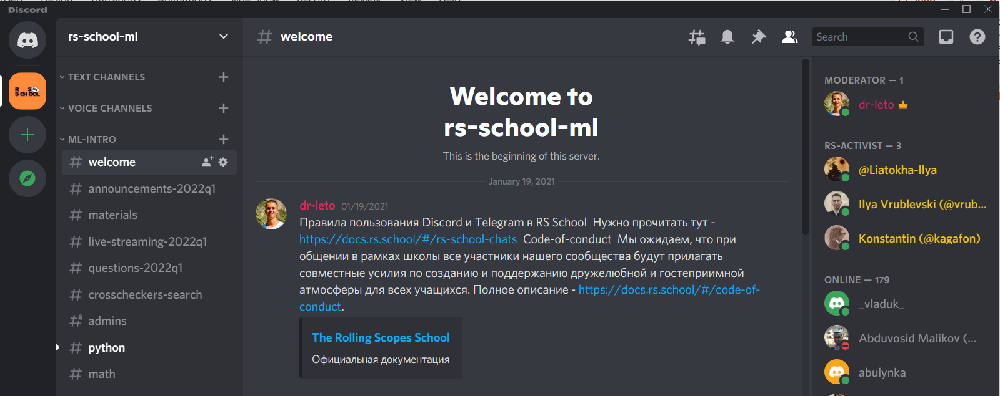 Discord
rs-school-ml
# welcome
Search
TEXT CHANNELS
VOICE CHANNELS
ML-INTRO
# welcome
# announcements-2022q1
# materials
# live-streaming-2022q1
# questions-2022q1
# crosscheckers-search
# admins
# python
# math
Welcome to
rs-school-ml
This is the beginning of this server.
January 19, 2021
dr-leto 01/19/2021
Правила пользования Discord и Telegram в RS School  Нужно прочитать тут -
https://docs.rs.school/#/rs-school-chats  Code-of-conduct  Мы ожидаем, что при
общении в рамках школы все участники нашего сообщества будут прилагать
совместные усилия по созданию и поддержанию дружелюбной и гостеприимной
атмосферы для всех учащихся. Полное описание - https://docs.rs.school/#/code-of-
conduct.
The Rolling Scopes School
Официальная документация
MODERATOR — 1
dr-leto
RS-ACTIVIST — 3
@Liatokha-Ilya
Ilya Vrublevski (@vrub...
Konstantin (@kagafon)
ONLINE — 179
_vladuk_
Abduvosid Malikov (...
abulynka